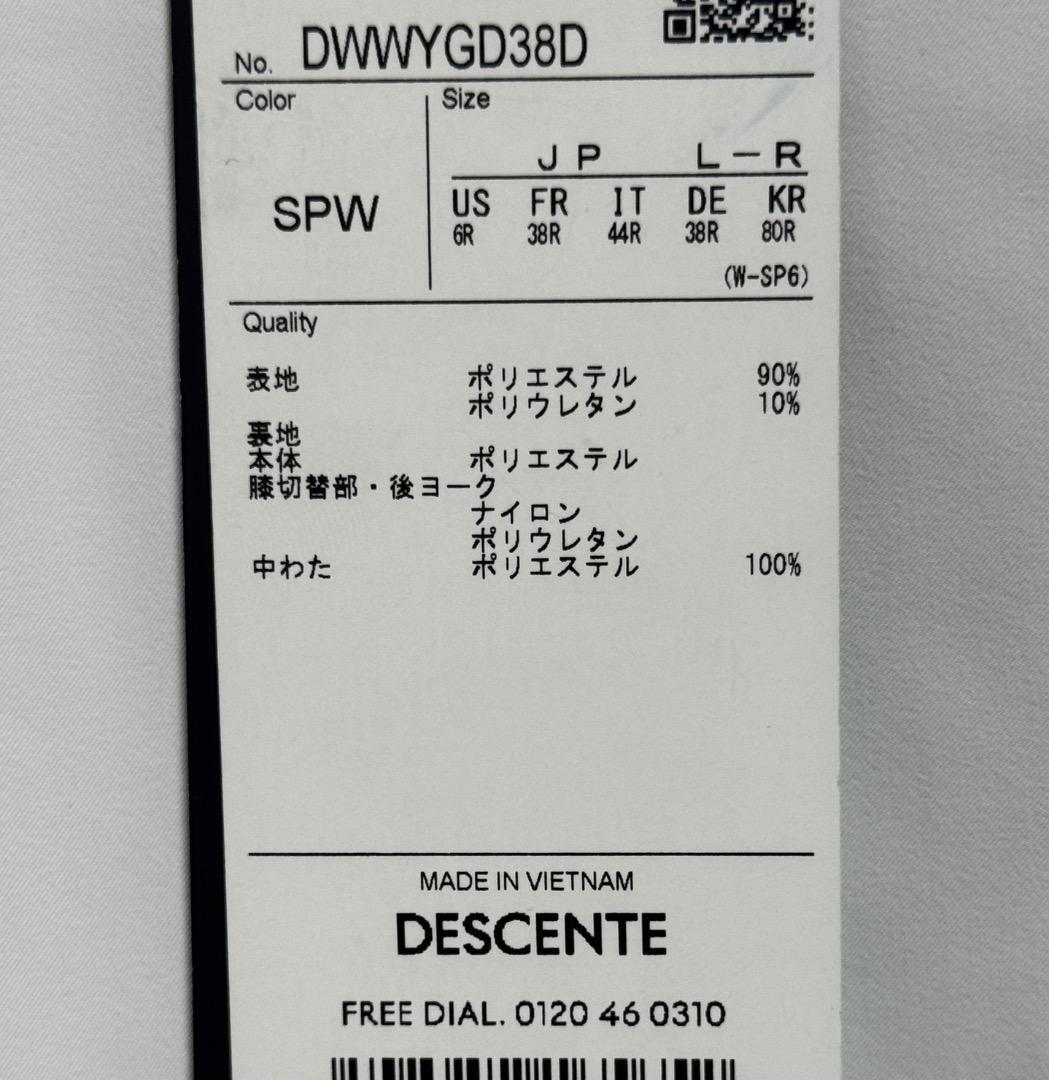 No. DWWYGD38D
Color
Size
JP L-R
US FR IT DE KR
6R 38R 44R 38R 80R
SPW
(W-SP6)
Quality
表地 ポリエステル 90%
ポリウレタン 10%
裏地
本体 ポリエステル
膝切替部・後ヨーク
ナイロン
ポリウレタン
中わた ポリエステル 100%
MADE IN VIETNAM
DESCENTE
FREE DIAL. 0120 46 0310